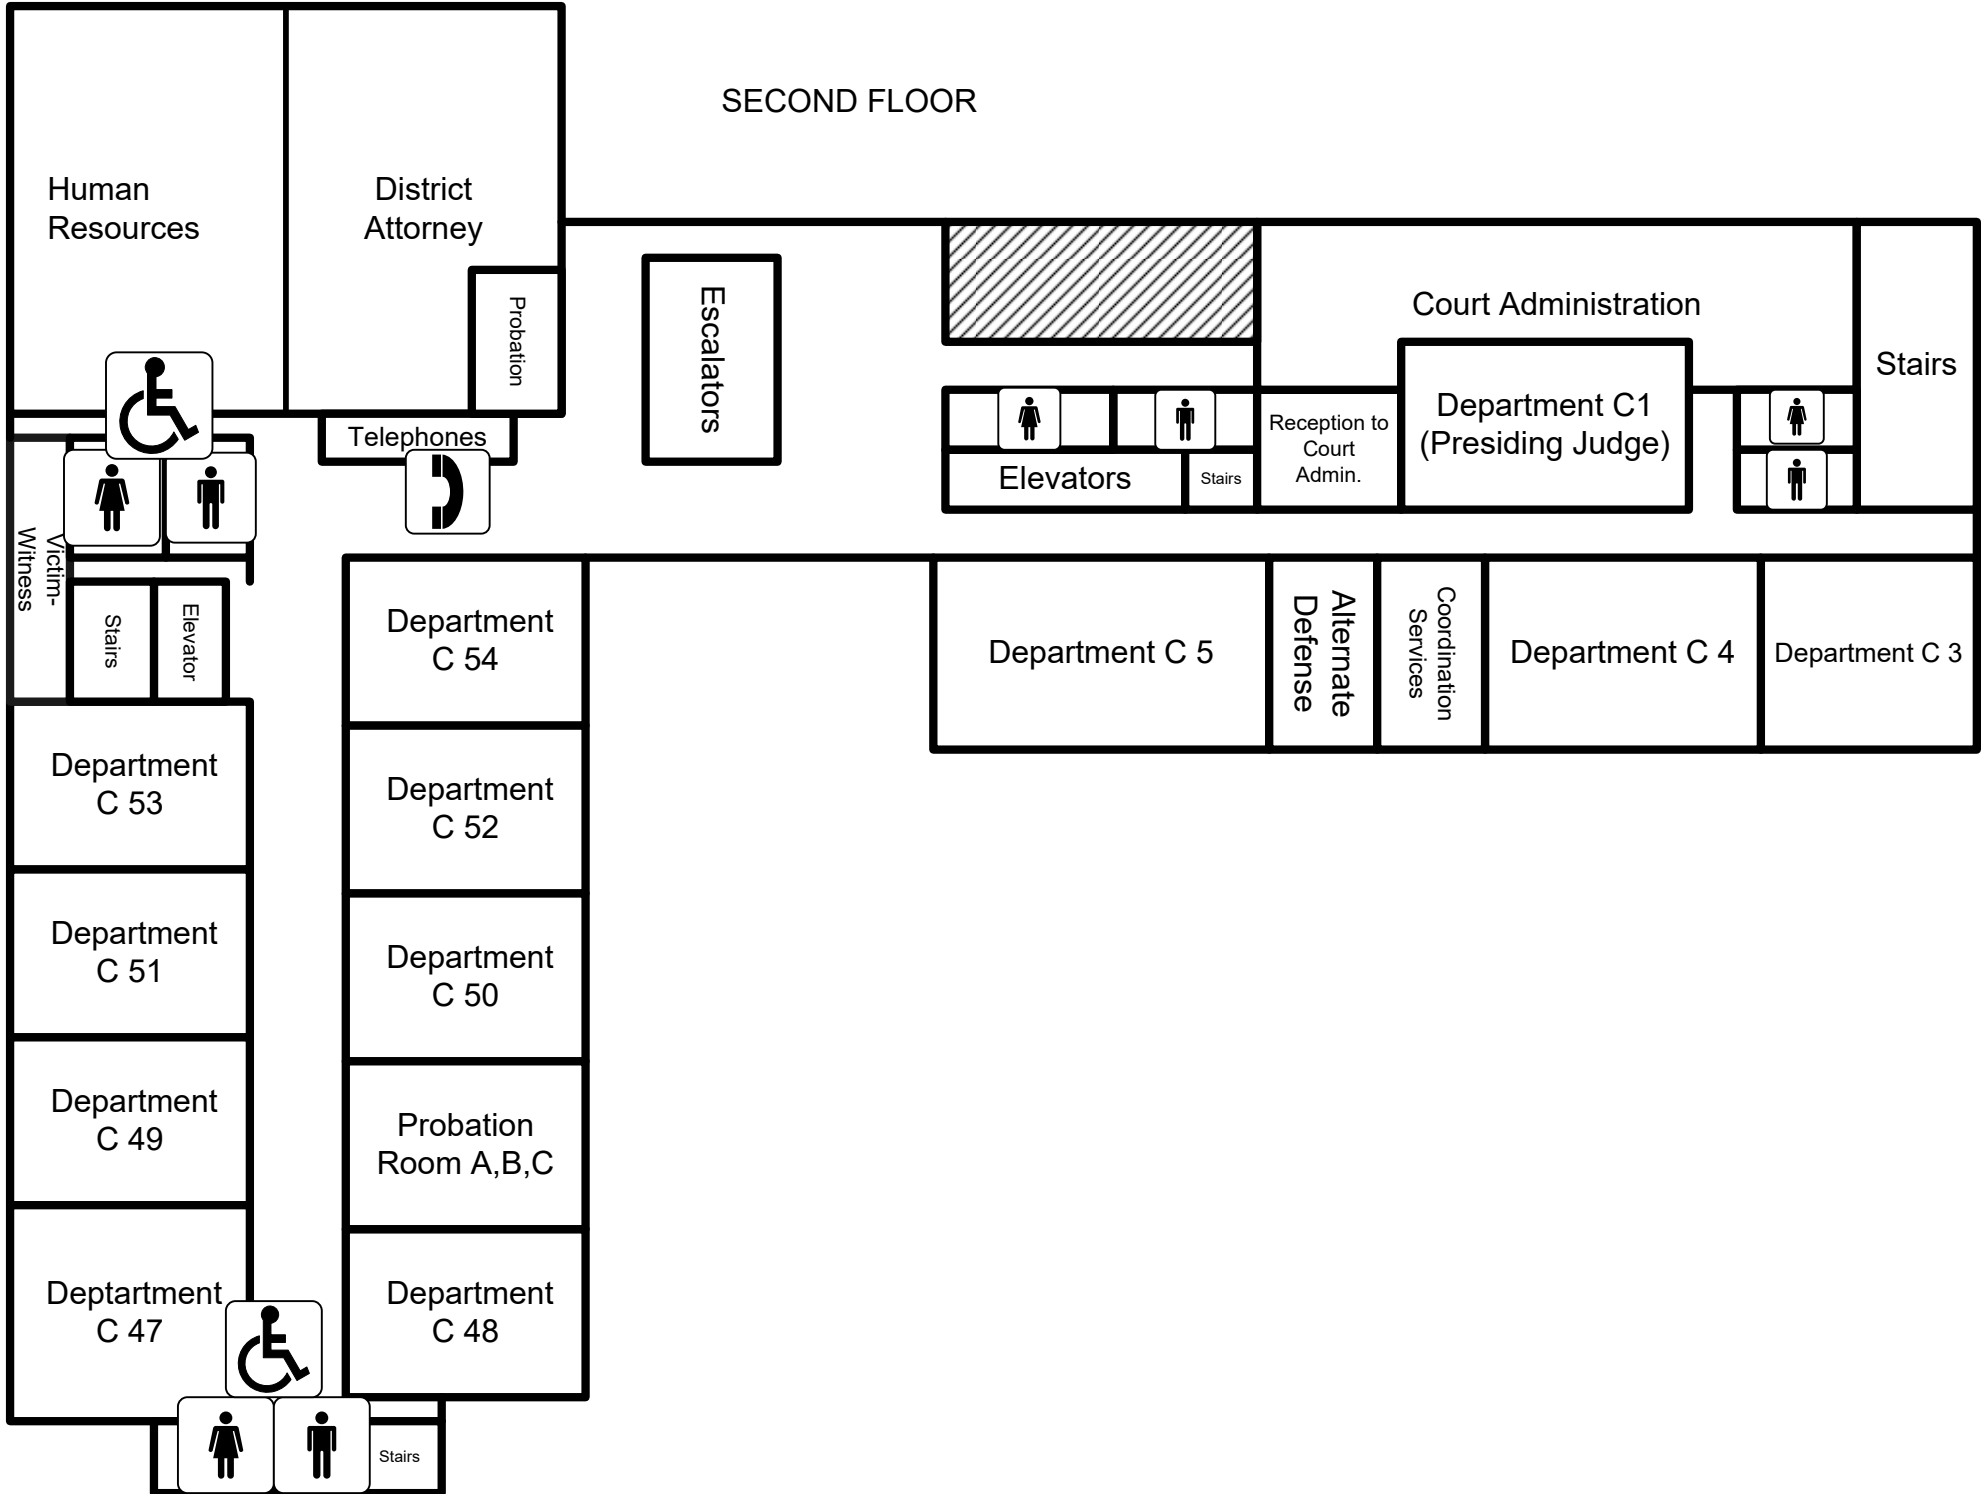 SECOND FLOOR
Human
Resources
District
Attorney
Probation
Escalators
Court Administration
Stairs
Department C1
(Presiding Judge)
Reception to
Court
Admin.
Telephones
Elevators
Stairs
Victim-
Witness
Stairs
Elevator
Department
C 54
Department C 5
Alternate
Defense
Coordination
Services
Department C 4
Department C 3
Department
C 53
Department
C 52
Department
C 51
Department
C 50
Department
C 49
Probation
Room A,B,C
Deptartment
C 47
Department
C 48
Stairs